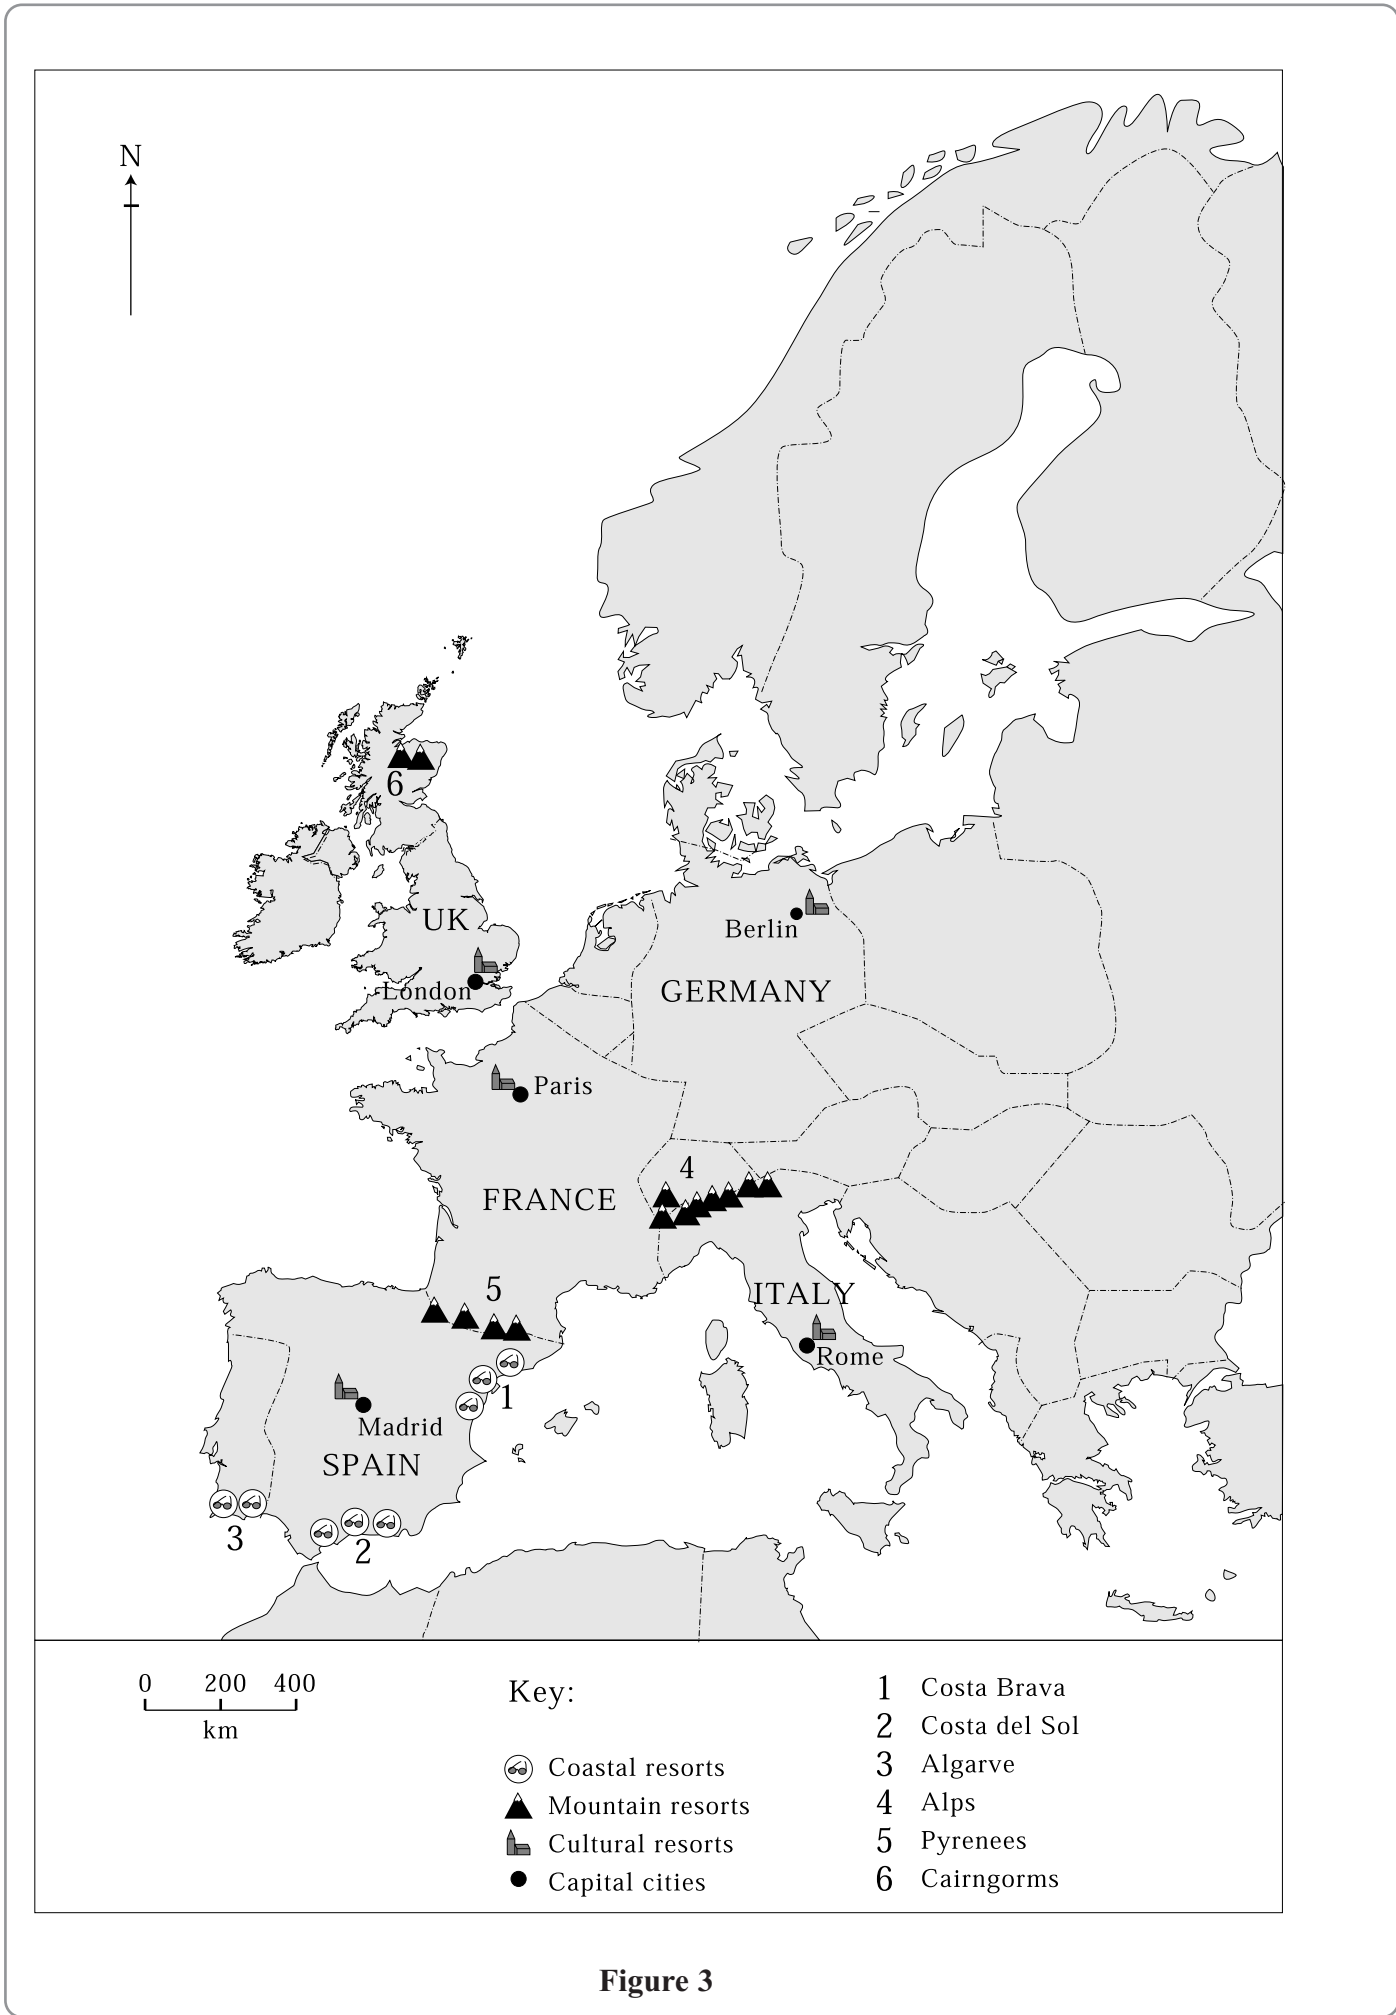 N
6
UK
London
Berlin
GERMANY
Paris
4
FRANCE
5
ITALY
Rome
1
Madrid
SPAIN
3
2
0 200 400
km
Key:
Coastal resorts
Mountain resorts
Cultural resorts
Capital cities
1 Costa Brava
2 Costa del Sol
3 Algarve
4 Alps
5 Pyrenees
6 Cairngorms
Figure 3